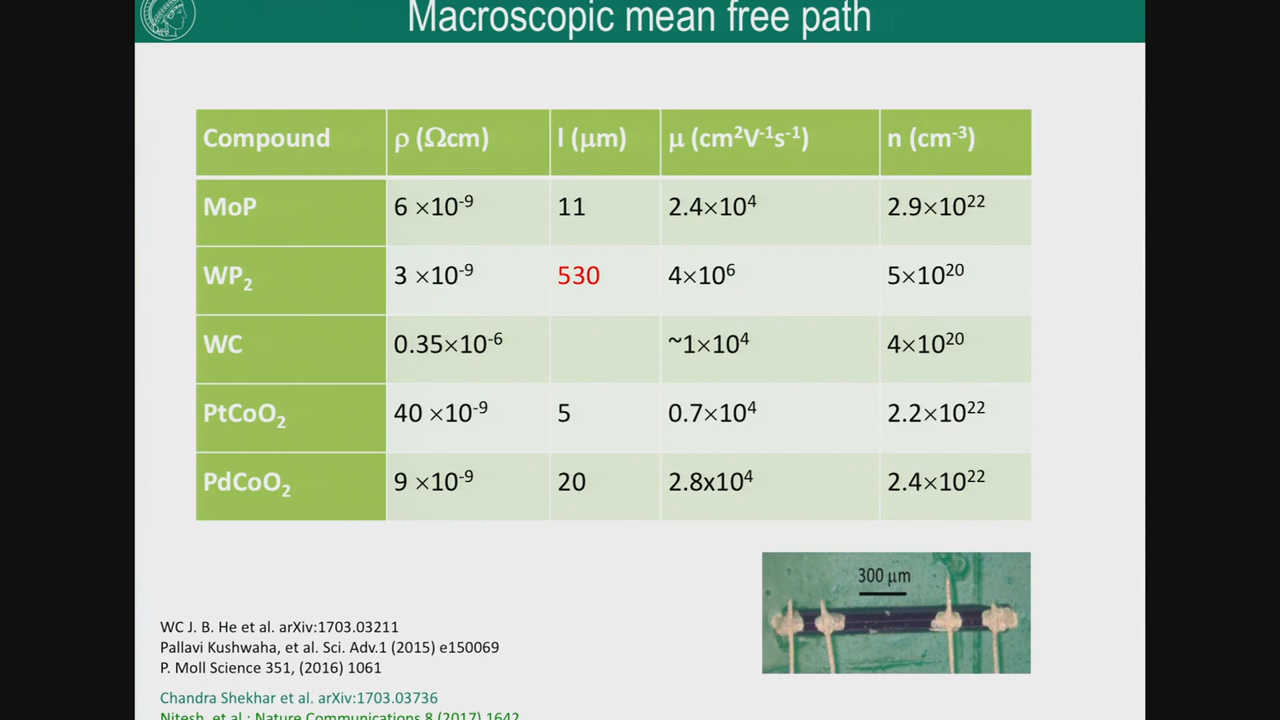 Macroscopic mean free path
Compound ρ (Ωcm) l (μm) μ (cm²V⁻¹s⁻¹) n (cm⁻³)
MoP 6 ×10⁻⁹ 11 2.4×10⁴ 2.9×10²²
WP₂ 3 ×10⁻⁹ 530 4×10⁶ 5×10²⁰
WC 0.35×10⁻⁶ ~1×10⁴ 4×10²⁰
PtCoO₂ 40 ×10⁻⁹ 5 0.7×10⁴ 2.2×10²²
PdCoO₂ 9 ×10⁻⁹ 20 2.8x10⁴ 2.4×10²²
300 μm
WC J. B. He et al. arXiv:1703.03211
Pallavi Kushwaha, et al. Sci. Adv.1 (2015) e150069
P. Moll Science 351, (2016) 1061
Chandra Shekhar et al. arXiv:1703.03736
Nitesh, et al.: Nature Communications 8 (2017) 1642